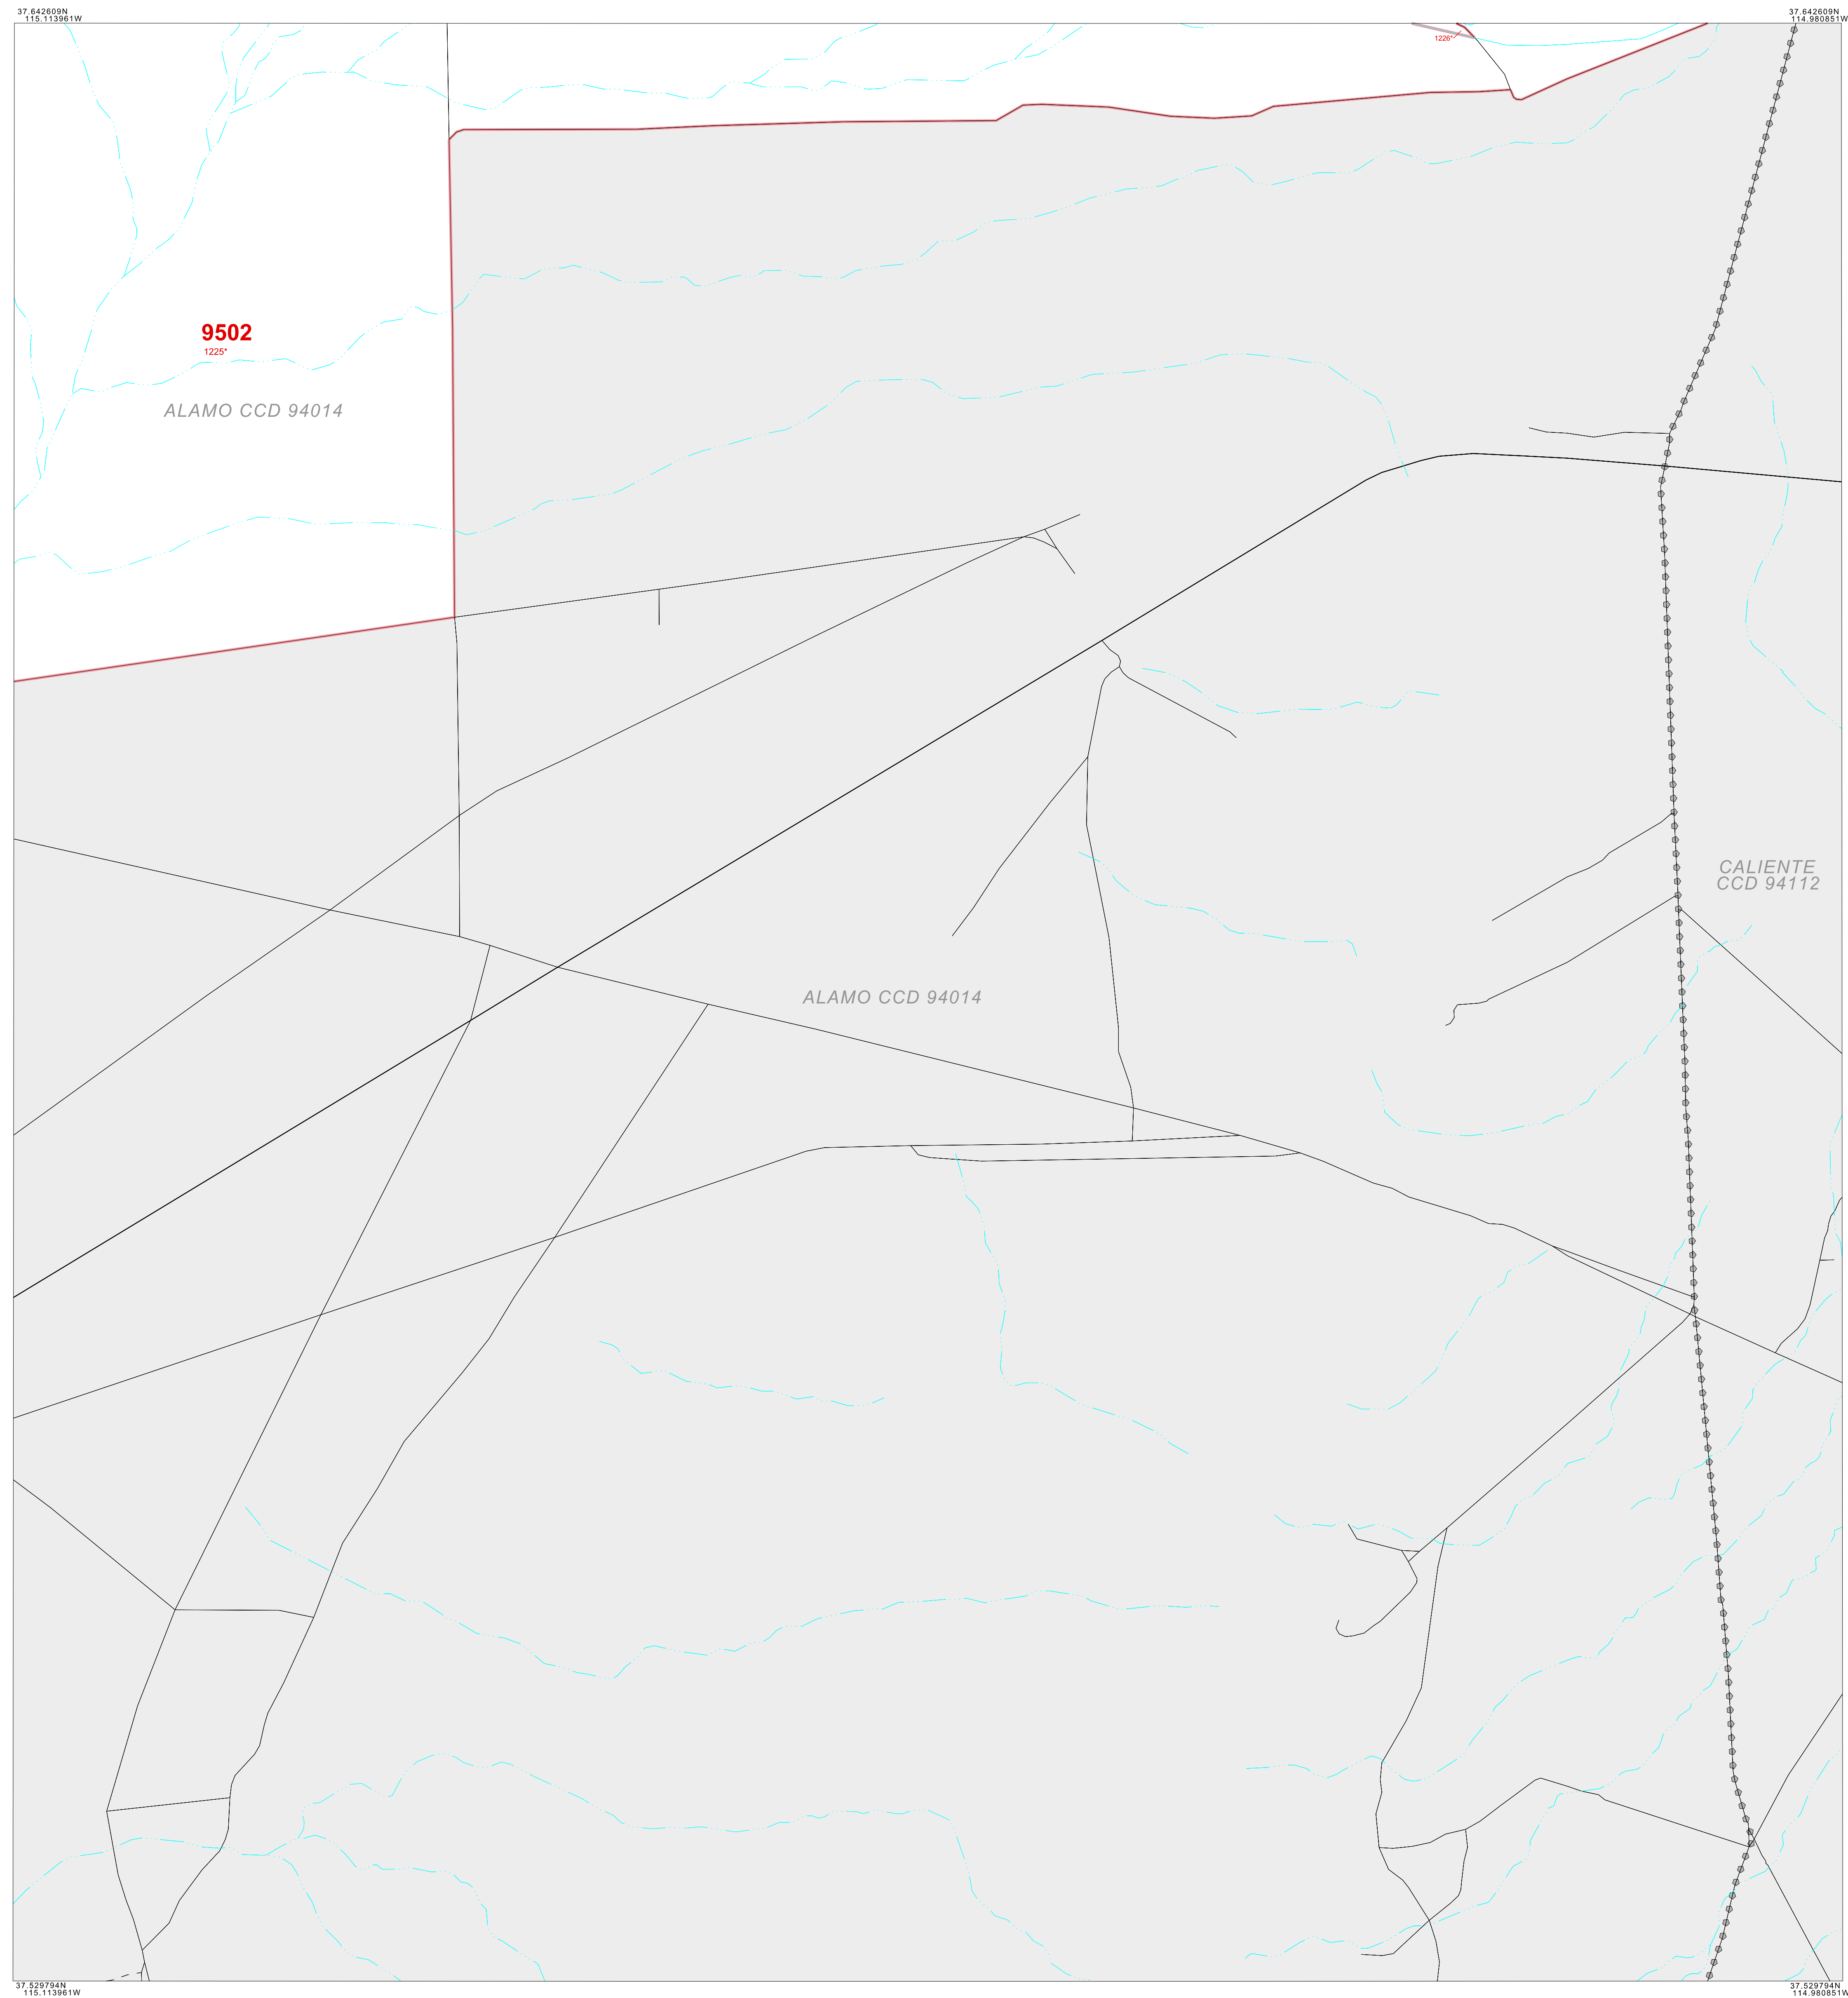 37.642609N
115.113961W
37.642609N
114.980851W
1226*
9502
1225*
ALAMO CCD 94014
CALIENTE
CCD 94112
ALAMO CCD 94014
37.529794N
115.113961W
37.529794N
114.980851W